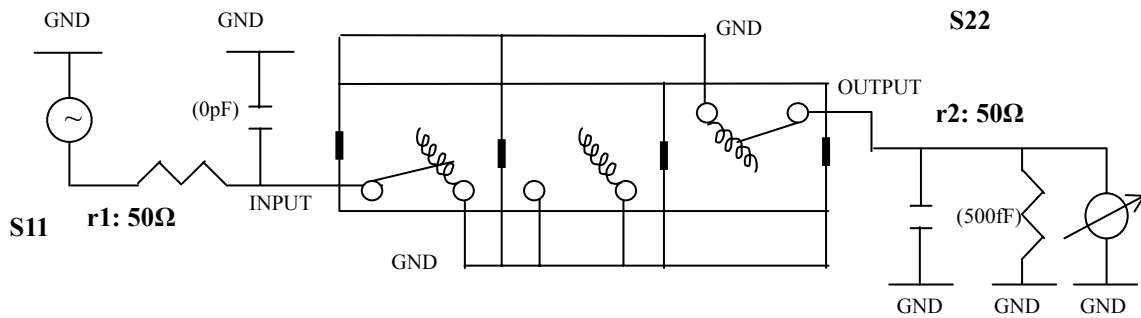 GND
GND
S22
GND
OUTPUT
(0pF)
~
r2: 50Ω
INPUT
r1: 50Ω
S11
(500fF)
GND
GND
GND
GND